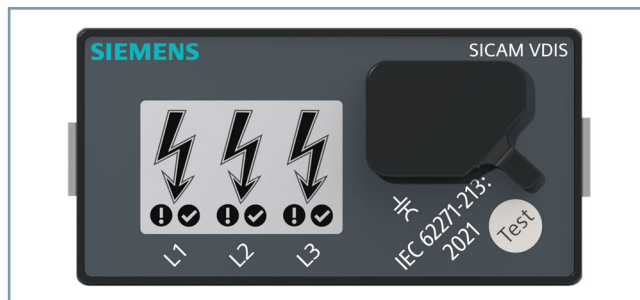 SIEMENS
SICAM VDIS
L1
L2
L3
IEC 62271-213:
2021
Test